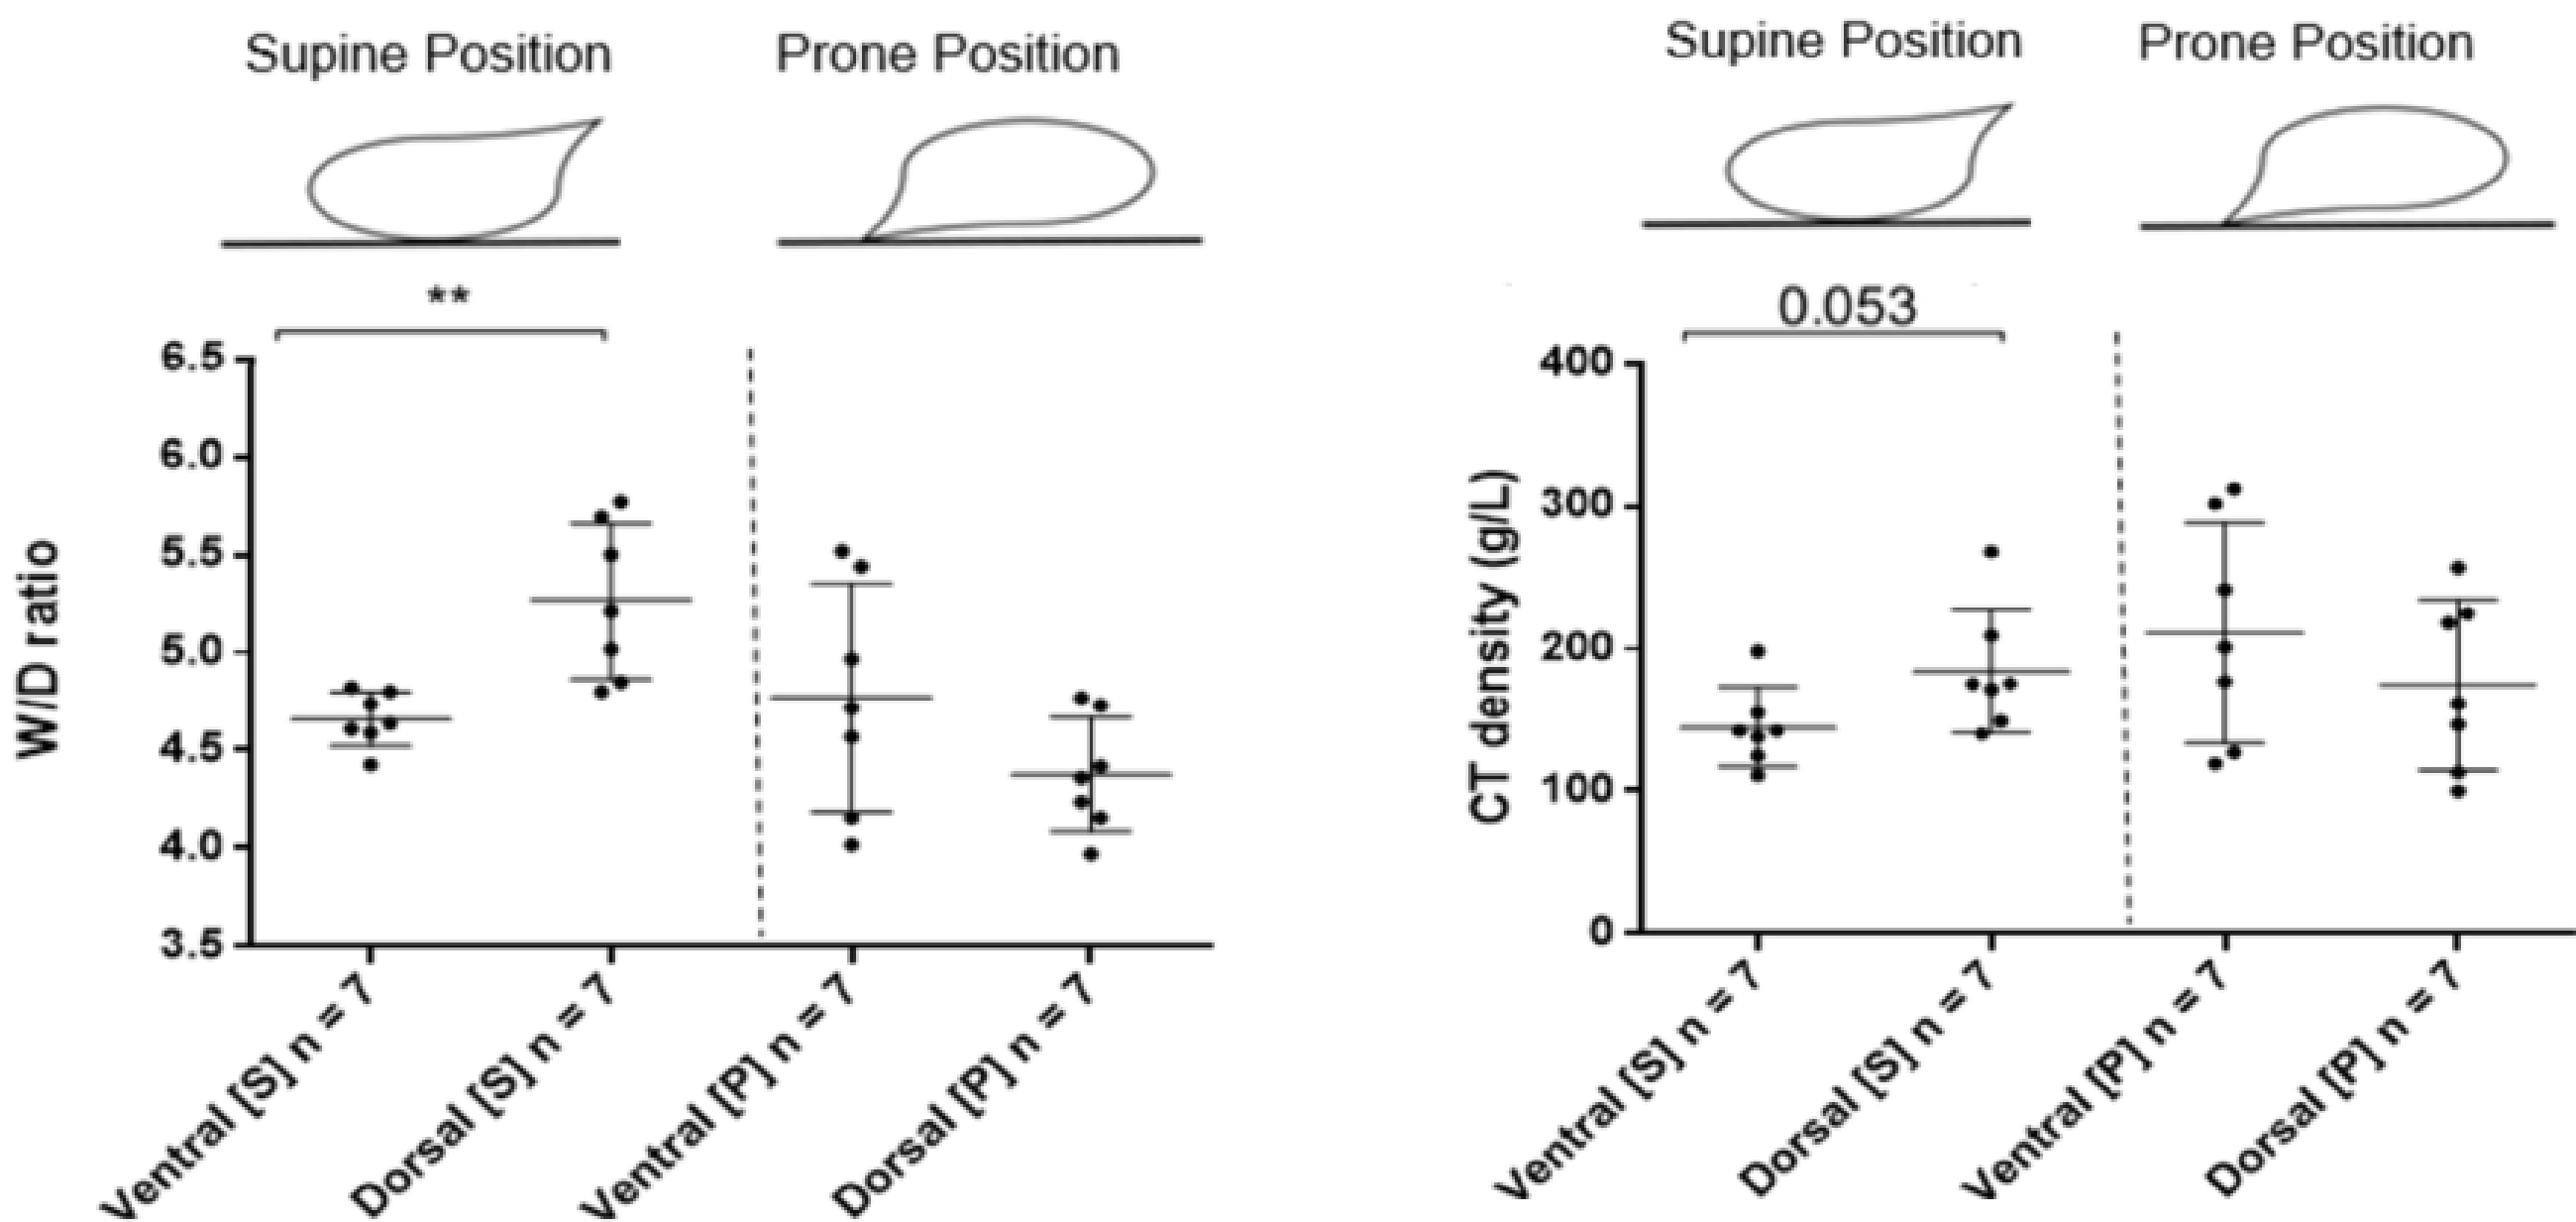 Supine Position
Prone Position
**
W/D ratio
6.5
6.0
5.5
5.0
4.5
4.0
3.5
Ventral [S] n = 7
Dorsal [S] n = 7
Ventral [P] n = 7
Dorsal [P] n = 7
Supine Position
Prone Position
0.053
CT density (g/L)
400
300
200
100
0
Ventral [S] n = 7
Dorsal [S] n = 7
Ventral [P] n = 7
Dorsal [P] n = 7